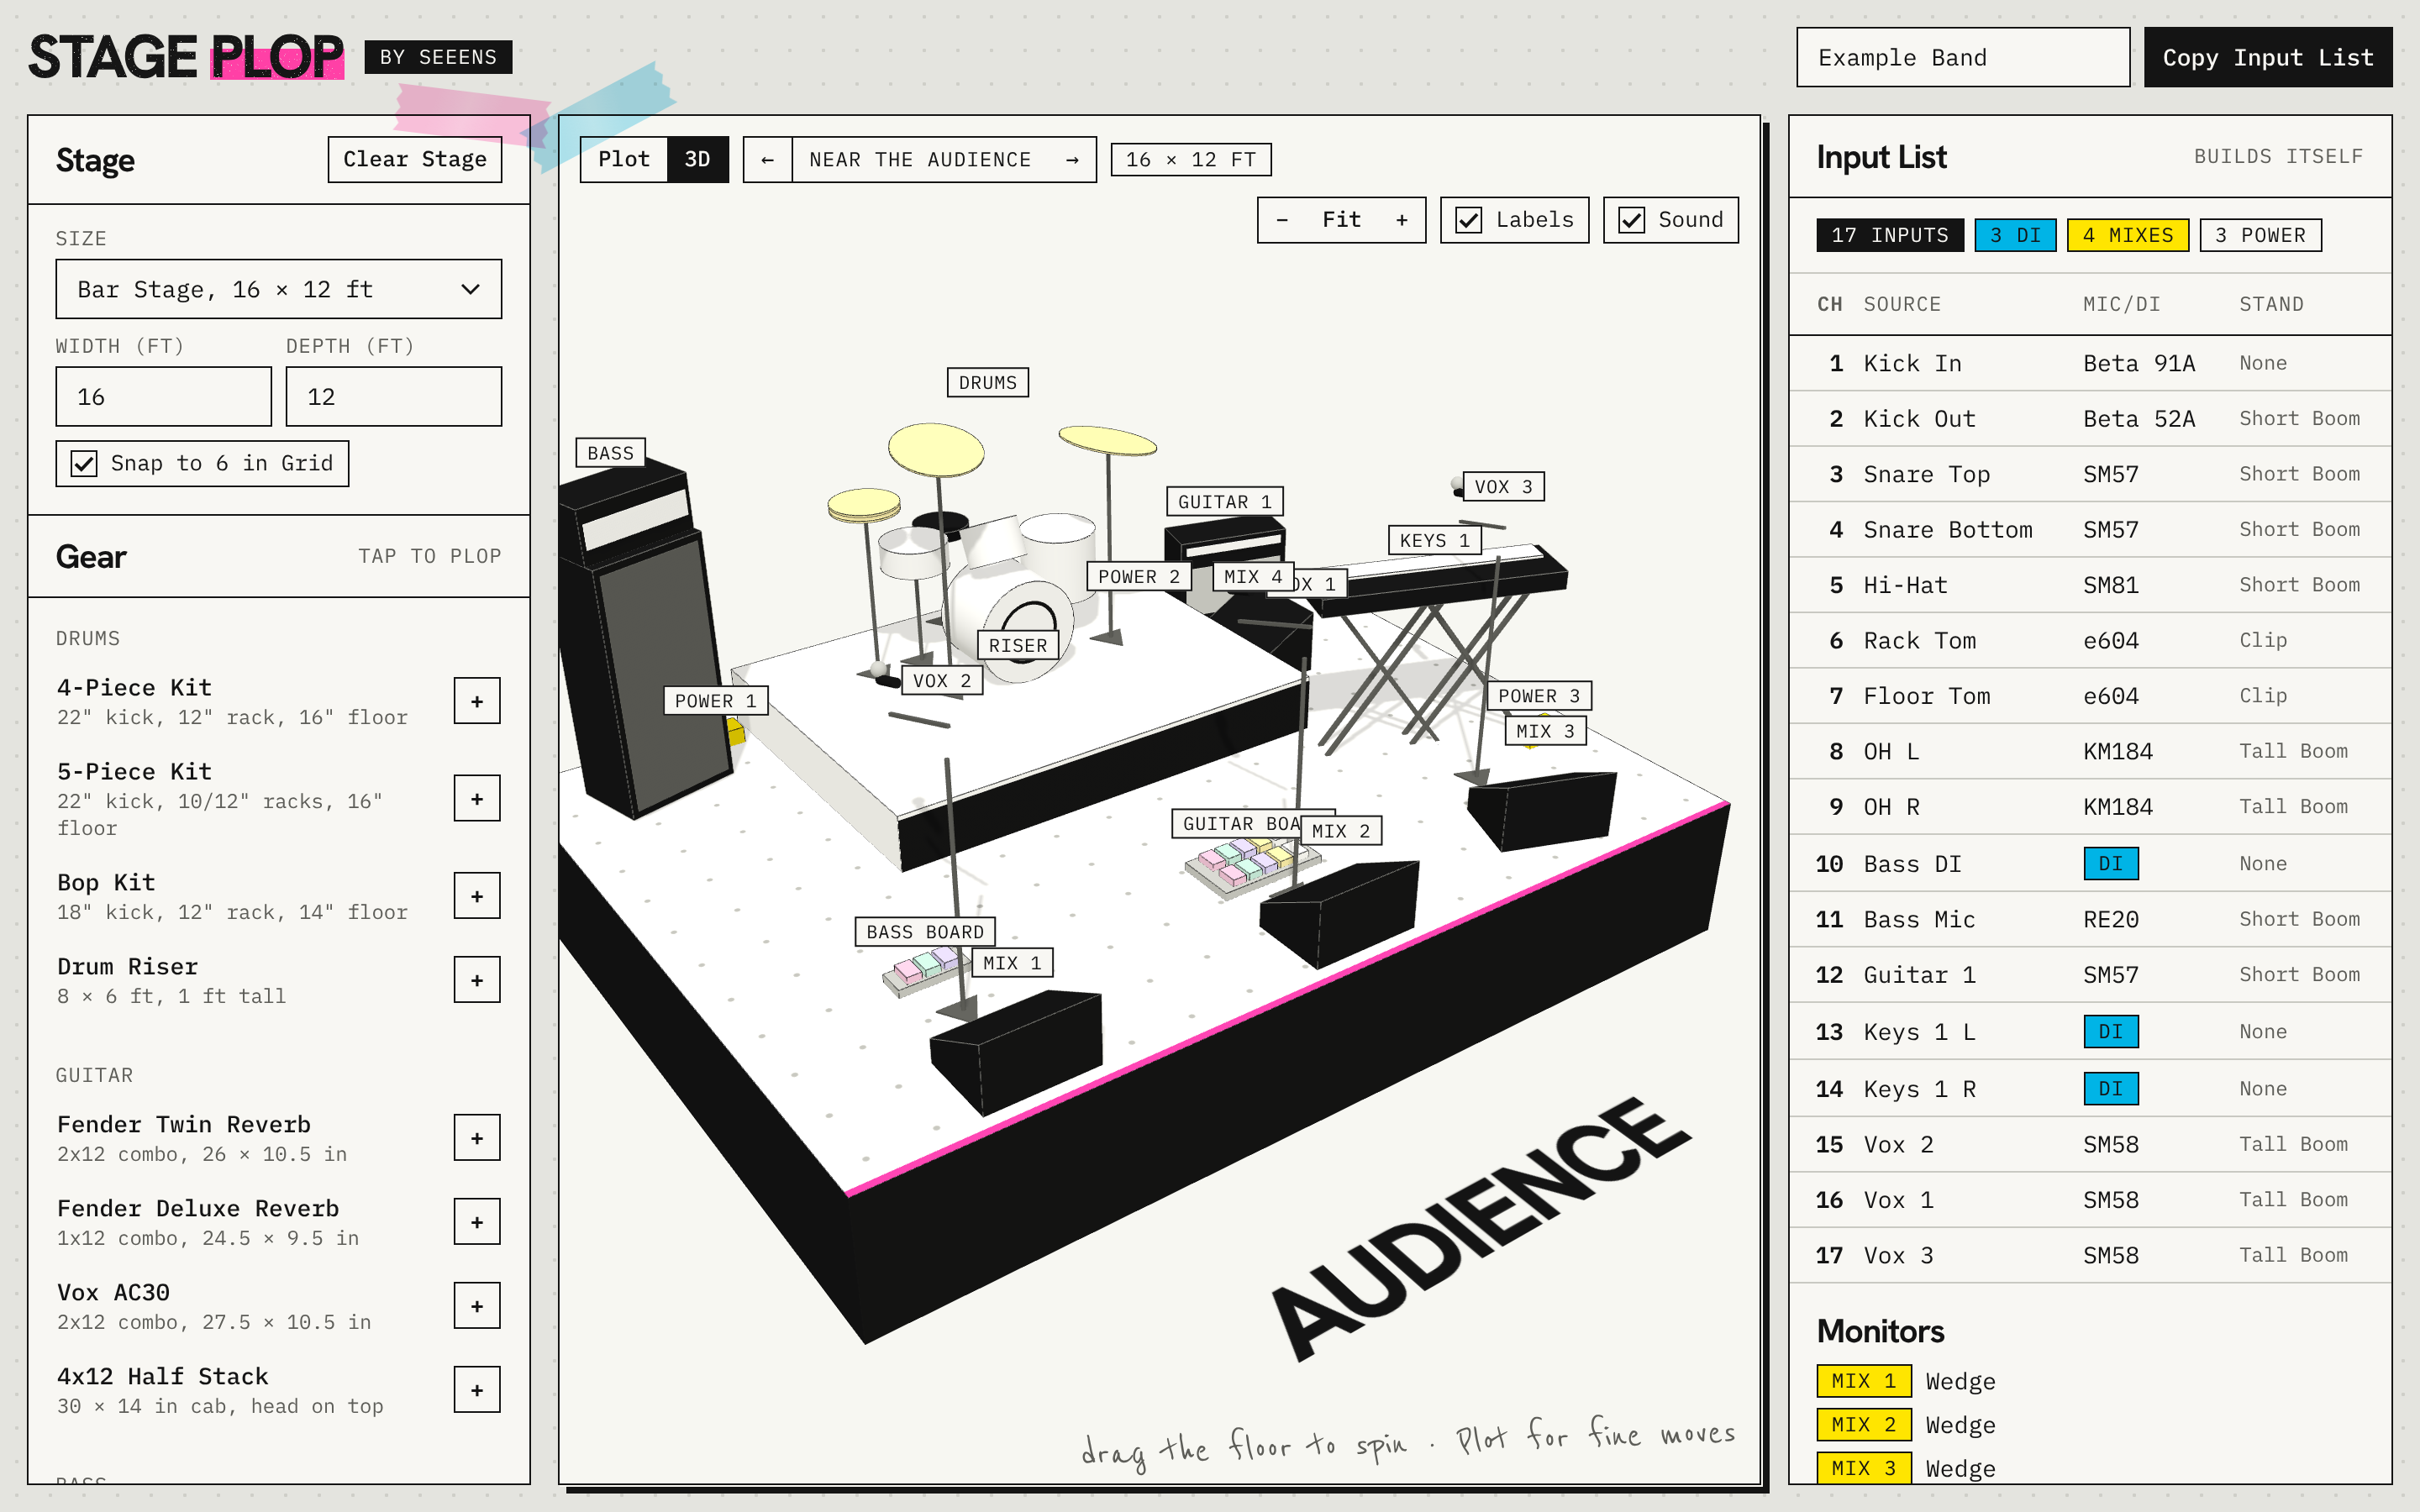 STAGE PLOP BY SEEENS
Example Band
Copy Input List
Stage
Clear Stage
SIZE
Bar Stage, 16 × 12 ft
WIDTH (FT) DEPTH (FT)
16 12
Snap to 6 in Grid
Gear TAP TO PLOP
DRUMS
4-Piece Kit
22" kick, 12" rack, 16" floor
+
5-Piece Kit
22" kick, 10/12" racks, 16"
floor
+
Bop Kit
18" kick, 12" rack, 14" floor
+
Drum Riser
8 × 6 ft, 1 ft tall
+
GUITAR
Fender Twin Reverb
2x12 combo, 26 × 10.5 in
+
Fender Deluxe Reverb
1x12 combo, 24.5 × 9.5 in
+
Vox AC30
2x12 combo, 27.5 × 10.5 in
+
4x12 Half Stack
30 × 14 in cab, head on top
+
BASS
Plot 3D ← NEAR THE AUDIENCE → 16 × 12 FT
− Fit + Labels Sound
DRUMS
BASS
VOX 3
GUITAR 1
KEYS 1
POWER 2
MIX 4
OX 1
RISER
VOX 2
POWER 1
POWER 3
MIX 3
GUITAR BOA
MIX 2
BASS BOARD
MIX 1
AUDIENCE
drag the floor to spin · Plot for fine moves
Input List BUILDS ITSELF
17 INPUTS 3 DI 4 MIXES 3 POWER
CH SOURCE MIC/DI STAND
1 Kick In Beta 91A None
2 Kick Out Beta 52A Short Boom
3 Snare Top SM57 Short Boom
4 Snare Bottom SM57 Short Boom
5 Hi-Hat SM81 Short Boom
6 Rack Tom e604 Clip
7 Floor Tom e604 Clip
8 OH L KM184 Tall Boom
9 OH R KM184 Tall Boom
10 Bass DI DI None
11 Bass Mic RE20 Short Boom
12 Guitar 1 SM57 Short Boom
13 Keys 1 L DI None
14 Keys 1 R DI None
15 Vox 2 SM58 Tall Boom
16 Vox 1 SM58 Tall Boom
17 Vox 3 SM58 Tall Boom
Monitors
MIX 1 Wedge
MIX 2 Wedge
MIX 3 Wedge